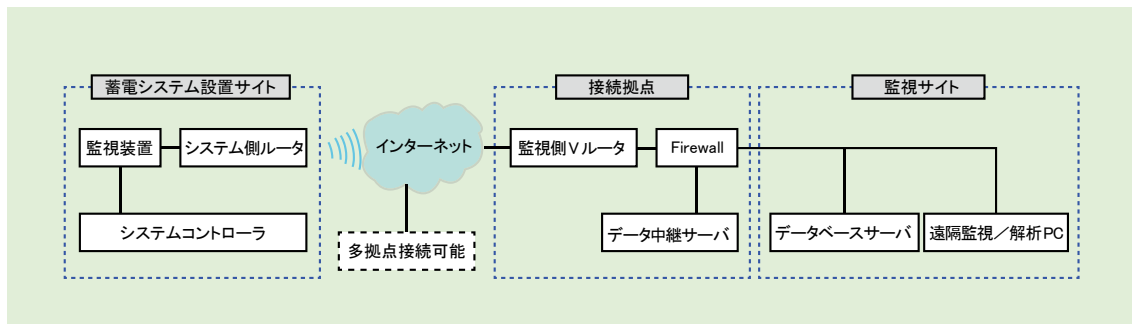 蓄電システム設置サイト
監視装置
システム側ルータ
システムコントローラ
インターネット
多拠点接続可能
接続拠点
監視側Vルータ
Firewall
データ中継サーバ
監視サイト
データベースサーバ
遠隔監視／解析PC